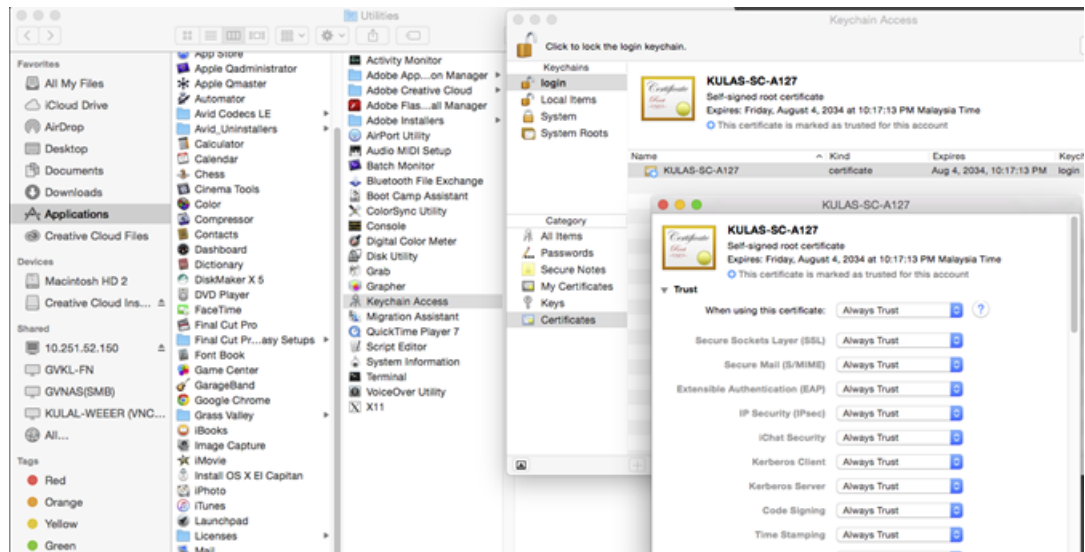 Utilities
Favorites
All My Files
iCloud Drive
AirDrop
Desktop
Documents
Downloads
Applications
Creative Cloud Files
Devices
Macintosh HD 2
Creative Cloud Ins...
Shared
10.251.52.150
GVKL-FN
GVNAS(SMB)
KULAL-WEEER (VNC...
All...
Tags
Red
Orange
Yellow
Green
App Store
Apple Qadministrator
Apple Qmaster
Automator
Avid Codecs LE
Avid_Uninstallers
Calculator
Calendar
Chess
Cinema Tools
Color
Compressor
Contacts
Dashboard
Dictionary
DiskMaker X 5
DVD Player
FaceTime
Final Cut Pro
Final Cut Pr...asy Setups
Font Book
Game Center
GarageBand
Google Chrome
Grass Valley
iBooks
Image Capture
iMovie
Install OS X El Capitan
iPhoto
iTunes
Launchpad
Licenses
Mail
Activity Monitor
Adobe App...on Manager
Adobe Creative Cloud
Adobe Flas...all Manager
Adobe Installers
AirPort Utility
Audio MIDI Setup
Batch Monitor
Bluetooth File Exchange
Boot Camp Assistant
ColorSync Utility
Console
Digital Color Meter
Disk Utility
Grab
Grapher
Keychain Access
Migration Assistant
QuickTime Player 7
Script Editor
System Information
Terminal
VoiceOver Utility
X11
Keychain Access
Click to lock the login keychain.
Keychains
login
Local Items
System
System Roots
Category
All Items
Passwords
Secure Notes
My Certificates
Keys
Certificates
Certificate
Root
KULAS-SC-A127
Self-signed root certificate
Expires: Friday, August 4, 2034 at 10:17:13 PM Malaysia Time
This certificate is marked as trusted for this account
Name Kind Expires Keych
KULAS-SC-A127 certificate Aug 4, 2034, 10:17:13 PM login
KULAS-SC-A127
Certificate
Root
KULAS-SC-A127
Self-signed root certificate
Expires: Friday, August 4, 2034 at 10:17:13 PM Malaysia Time
This certificate is marked as trusted for this account
Trust
When using this certificate: Always Trust ?
Secure Sockets Layer (SSL) Always Trust
Secure Mail (S/MIME) Always Trust
Extensible Authentication (EAP) Always Trust
IP Security (IPsec) Always Trust
iChat Security Always Trust
Kerberos Client Always Trust
Kerberos Server Always Trust
Code Signing Always Trust
Time Stamping Always Trust